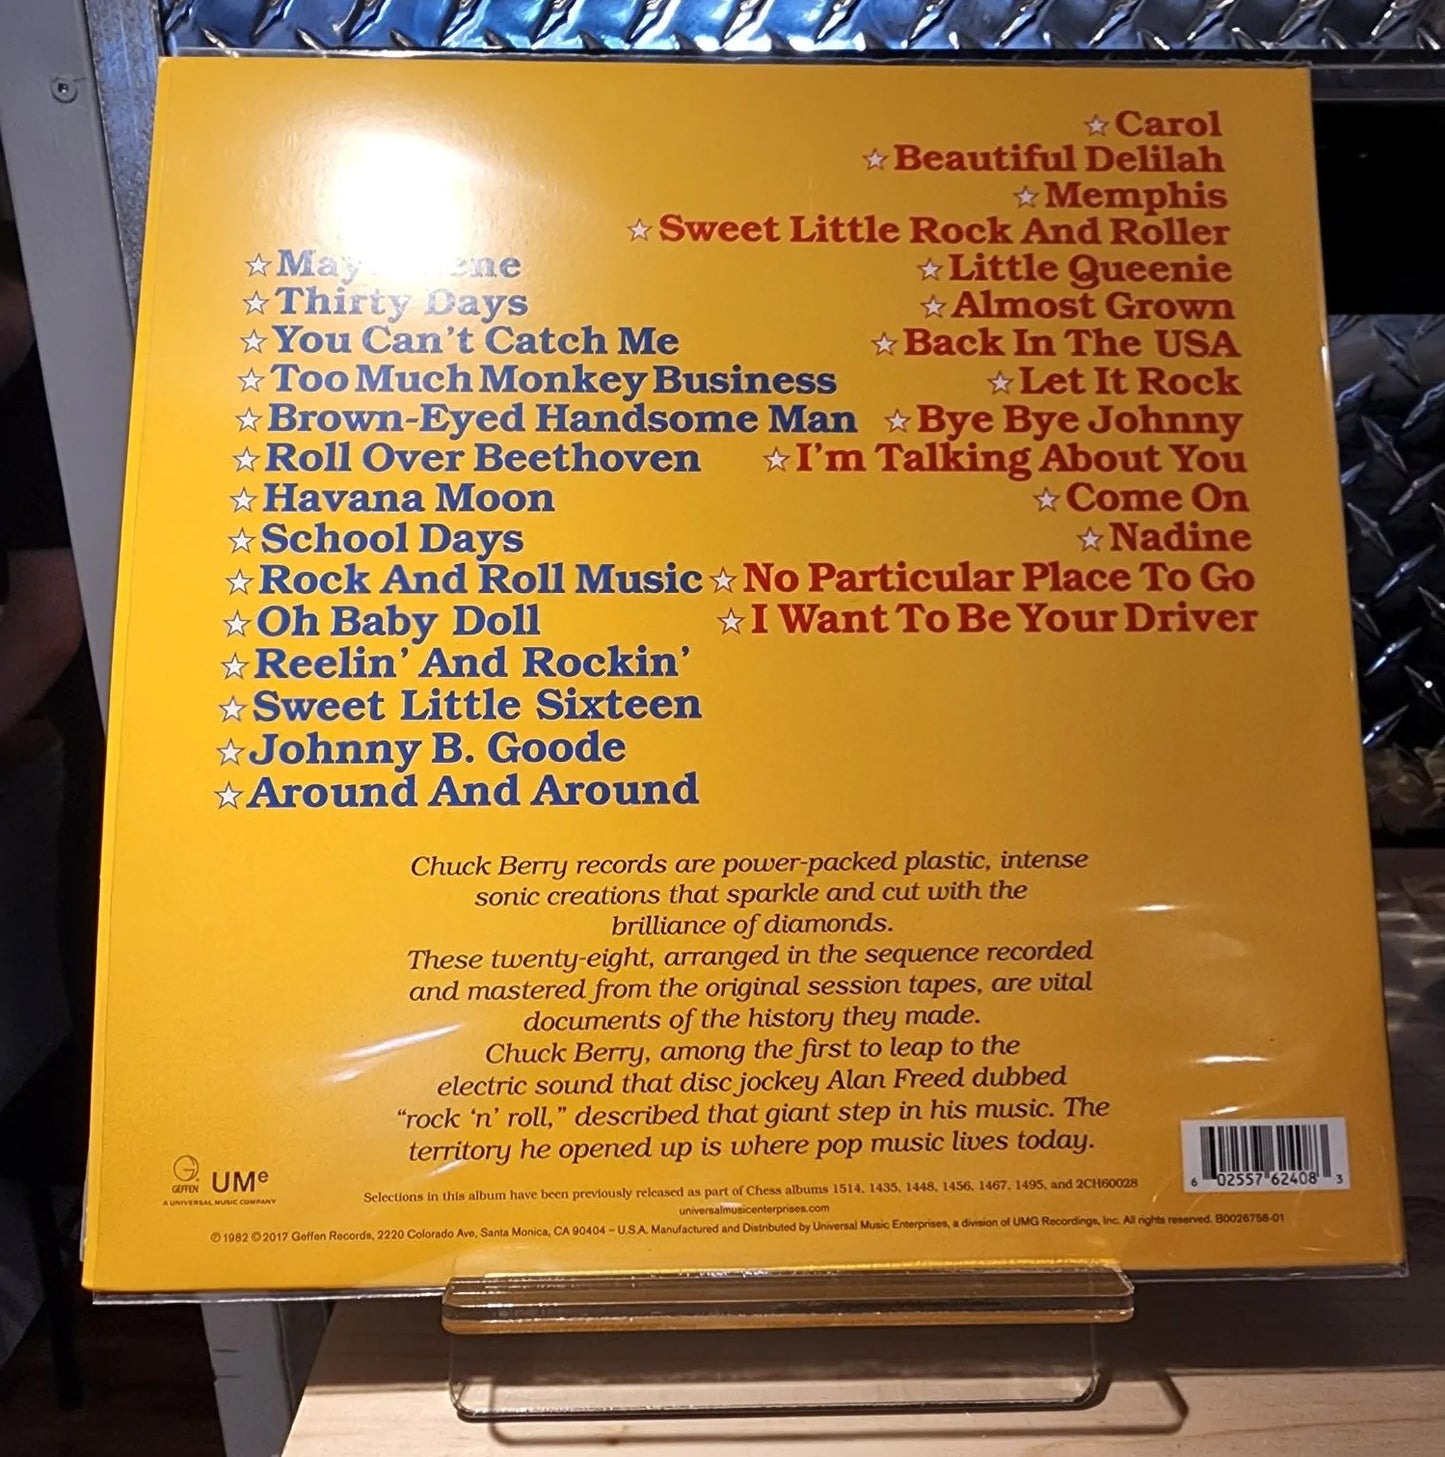 ☆Maybellene
☆Thirty Days
☆You Can't Catch Me
☆Too Much Monkey Business
☆Brown-Eyed Handsome Man
☆Roll Over Beethoven
☆Havana Moon
☆School Days
☆Rock And Roll Music
☆Oh Baby Doll
☆Reelin' And Rockin'
☆Sweet Little Sixteen
☆Johnny B. Goode
☆Around And Around
☆Carol
☆Beautiful Delilah
☆Memphis
☆Sweet Little Rock And Roller
☆Little Queenie
☆Almost Grown
☆Back In The USA
☆Let It Rock
☆Bye Bye Johnny
☆I'm Talking About You
☆Come On
☆Nadine
☆No Particular Place To Go
☆I Want To Be Your Driver
Chuck Berry records are power-packed plastic, intense
sonic creations that sparkle and cut with the
brilliance of diamonds.
These twenty-eight, arranged in the sequence recorded
and mastered from the original session tapes, are vital
documents of the history they made.
Chuck Berry, among the first to leap to the
electric sound that disc jockey Alan Freed dubbed
"rock 'n' roll," described that giant step in his music. The
territory he opened up is where pop music lives today.
GEFFEN UMe
A UNIVERSAL MUSIC COMPANY
Selections in this album have been previously released as part of Chess albums 1514, 1435, 1448, 1456, 1467, 1495, and 2CH60028
universalmusicenterprises.com
℗ 1982 © 2017 Geffen Records, 2220 Colorado Ave, Santa Monica, CA 90404 – U.S.A. Manufactured and Distributed by Universal Music Enterprises, a division of UMG Recordings, Inc. All rights reserved. B0026758-01
6 02557 62408 3